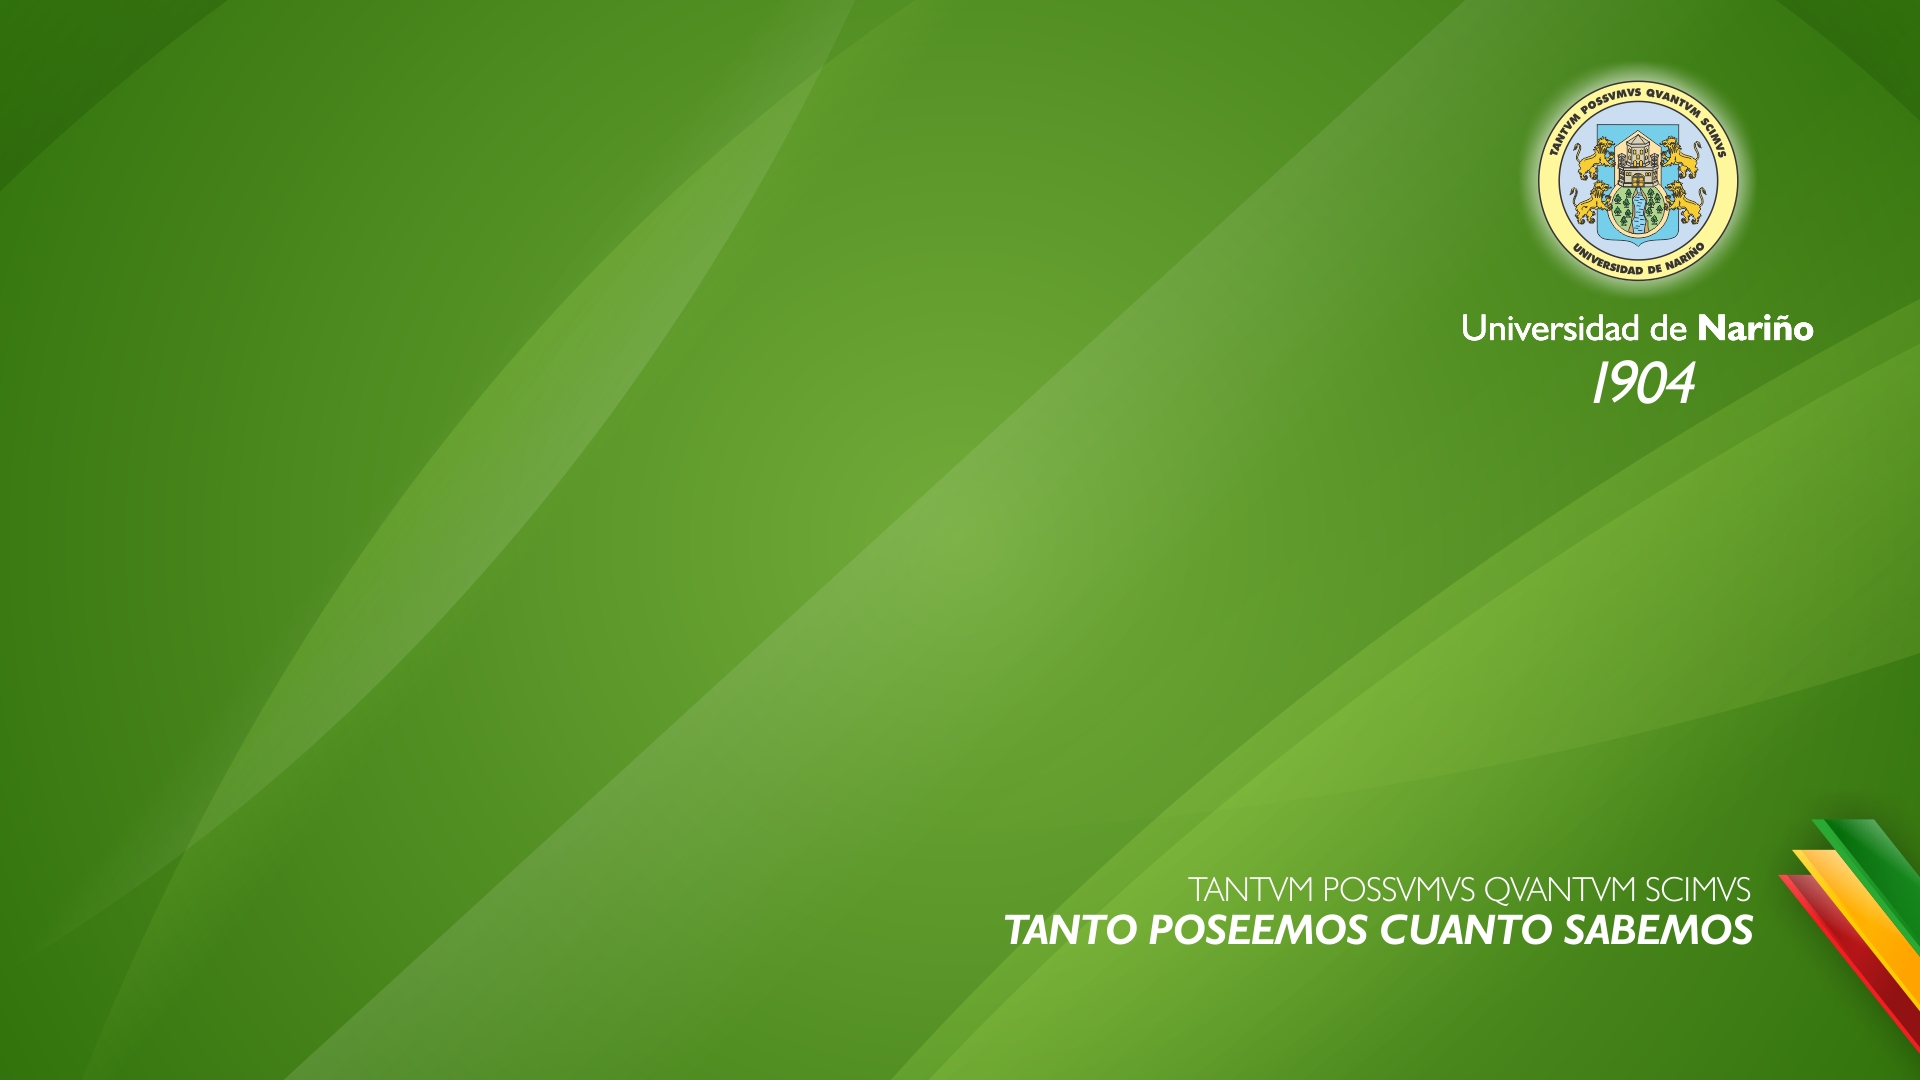 TANTVM POSSVMVS QVANTVM SCIMVS
UNIVERSIDAD DE NARIÑO
Universidad de Nariño
1904
TANTVM POSSVMVS QVANTVM SCIMVS
TANTO POSEEMOS CUANTO SABEMOS